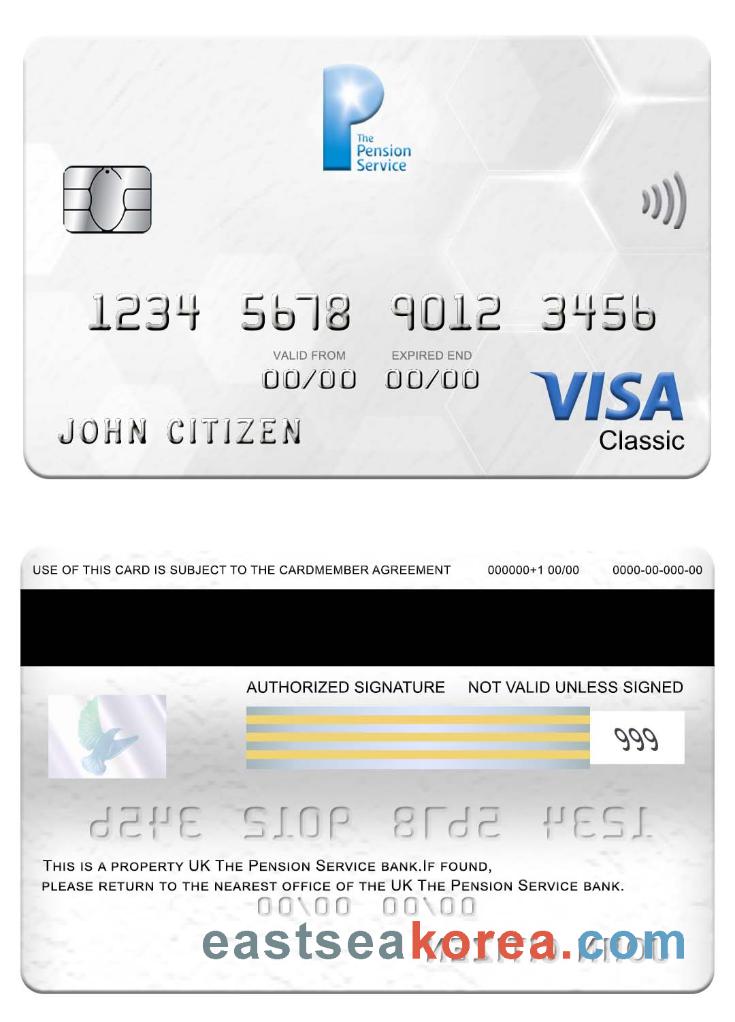 The
Pension
Service
1234 5678 9012 3456
VALID FROM EXPIRED END
00/00 00/00
VISA
JOHN CITIZEN
Classic
USE OF THIS CARD IS SUBJECT TO THE CARDMEMBER AGREEMENT 000000+1 00/00 0000-00-000-00
AUTHORIZED SIGNATURE NOT VALID UNLESS SIGNED
999
THIS IS A PROPERTY UK THE PENSION SERVICE BANK.IF FOUND,
PLEASE RETURN TO THE NEAREST OFFICE OF THE UK THE PENSION SERVICE BANK.
00/00 00/00
eastseakorea.com